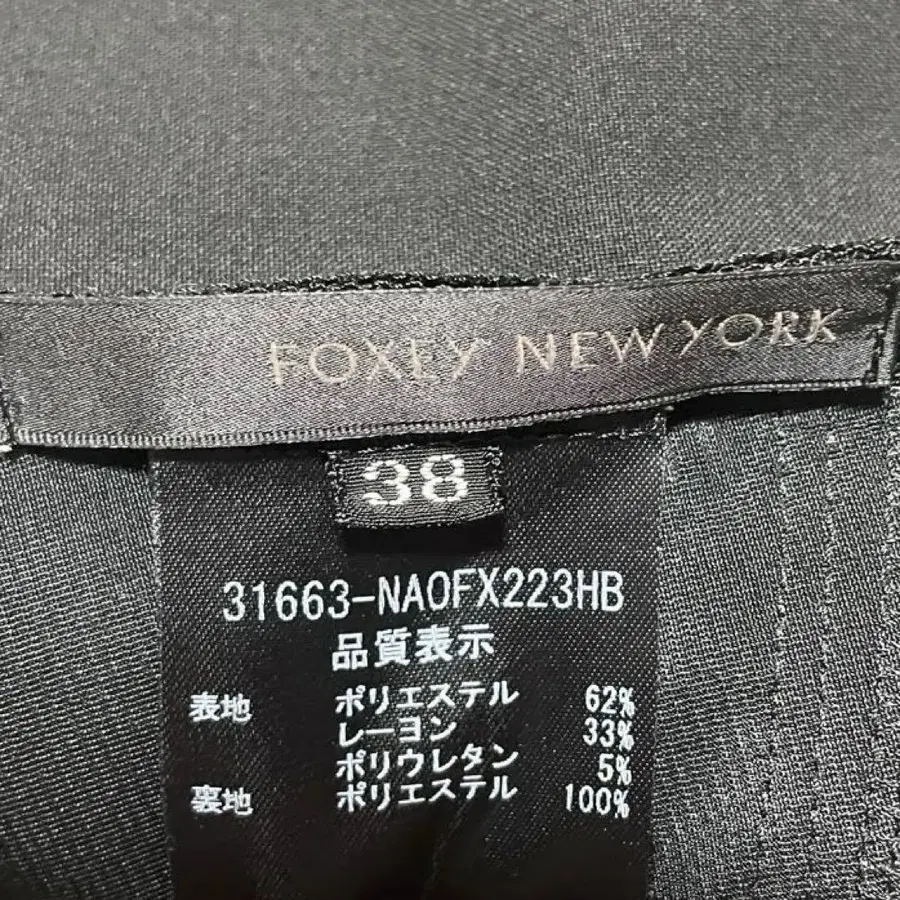 FOXEY NEW YORK
38
31663-NAOFX223HB
品質表示
表地 ポリエステル 62%
レーヨン 33%
ポリウレタン 5%
裏地 ポリエステル 100%